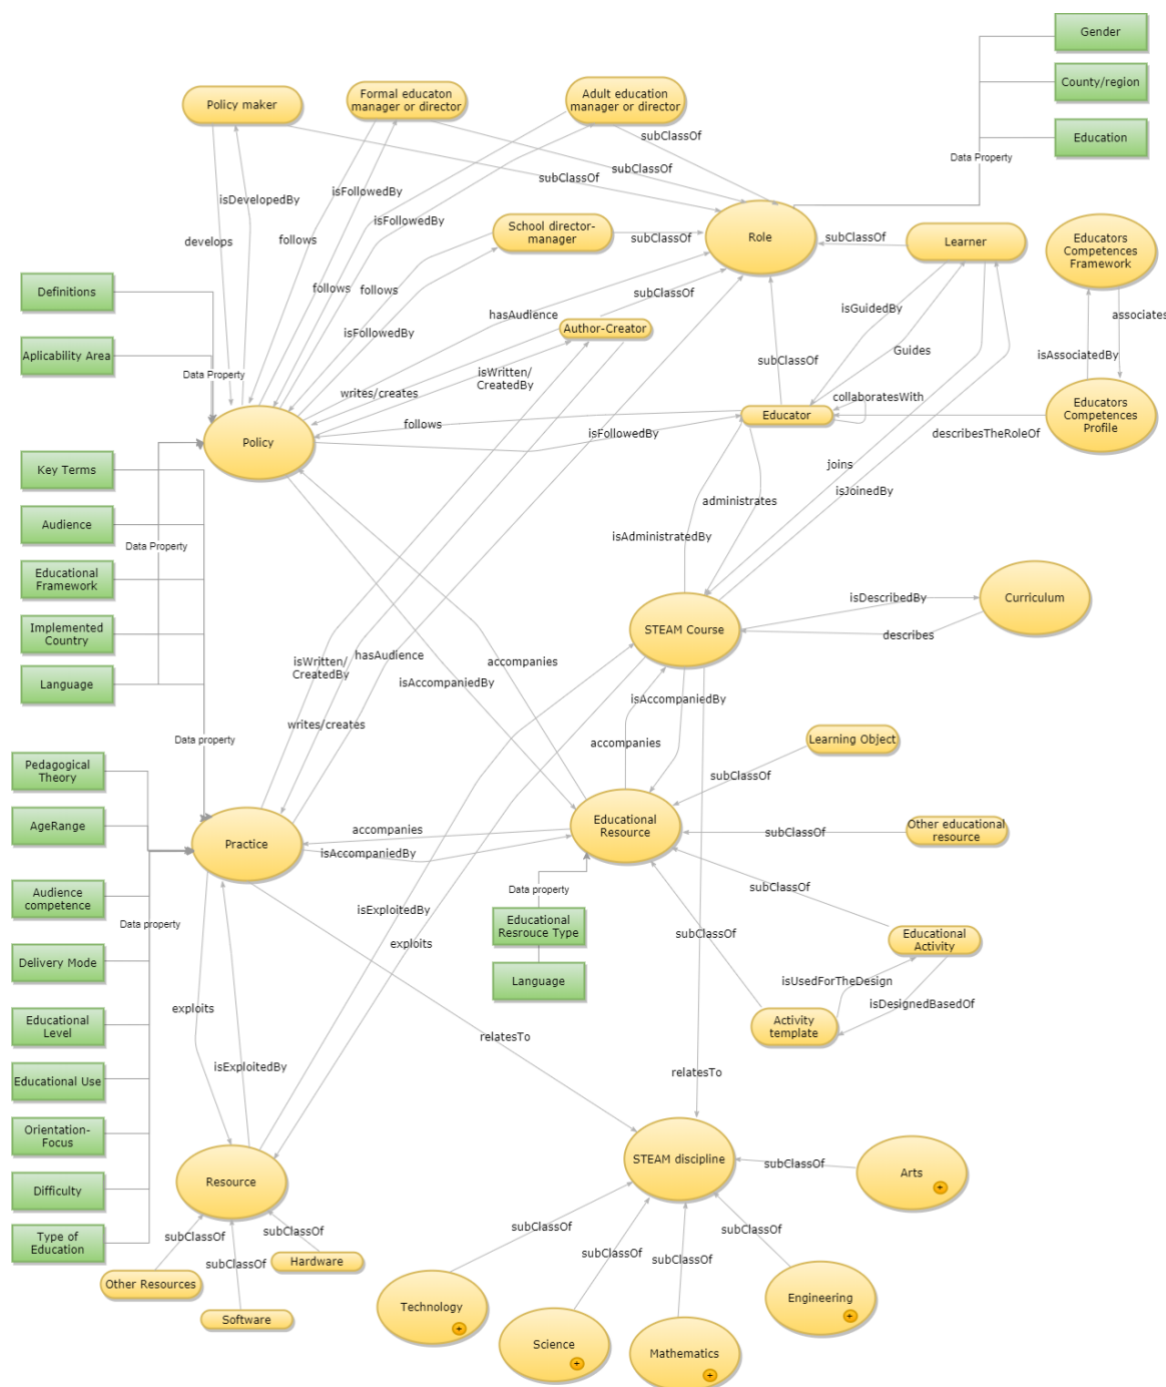 Gender
County/region
Education
Data Property
Policy maker
Formal educaton
manager or director
Adult education
manager or director
subClassOf
subClassOf
subClassOf
isFollowedBy
isDevelopedBy
isFollowedBy
develops
follows
School director-
manager
subClassOf
Role
subClassOf
Learner
Educators
Competences
Framework
Definitions
follows
follows
subClassOf
hasAudience
isGuidedBy
associates
Author-Creator
isFollowedBy
Aplicability Area
Data Property
isWritten/
CreatedBy
writes/creates
subClassOf
Guides
isAssociatedBy
collaboratesWith
Educator
Educators
Competences
Profile
Policy
follows
isFollowedBy
describesTheRoleOf
Key Terms
joins
isJoinedBy
administrates
Audience
isAdministratedBy
Data Property
Educational
Framework
Implemented
Country
Language
isDescribedBy
Curriculum
STEAM Course
describes
isWritten/
CreatedBy
hasAudience
accompanies
isAccompaniedBy
isAccompaniedBy
writes/creates
accompanies
Data property
Learning Object
Pedagogical
Theory
subClassOf
AgeRange
Practice
accompanies
isAccompaniedBy
Educational
Resource
subClassOf
Other educational
resource
Audience
competence
Data property
isExploitedBy
Data property
subClassOf
Educational
Resrouce Type
subClassOf
exploits
Educational
Activity
Delivery Mode
Language
isUsedForTheDesign
isDesignedBasedOf
Educational
Level
exploits
Activity
template
relatesTo
Educational Use
isExploitedBy
relatesTo
Orientation-
Focus
STEAM discipline
subClassOf
Arts
Difficulty
Resource
Type of
Education
subClassOf
subClassOf
subClassOf
subClassOf
subClassOf
subClassOf
subClassOf
Hardware
Other Resources
Software
Technology
Science
Mathematics
Engineering